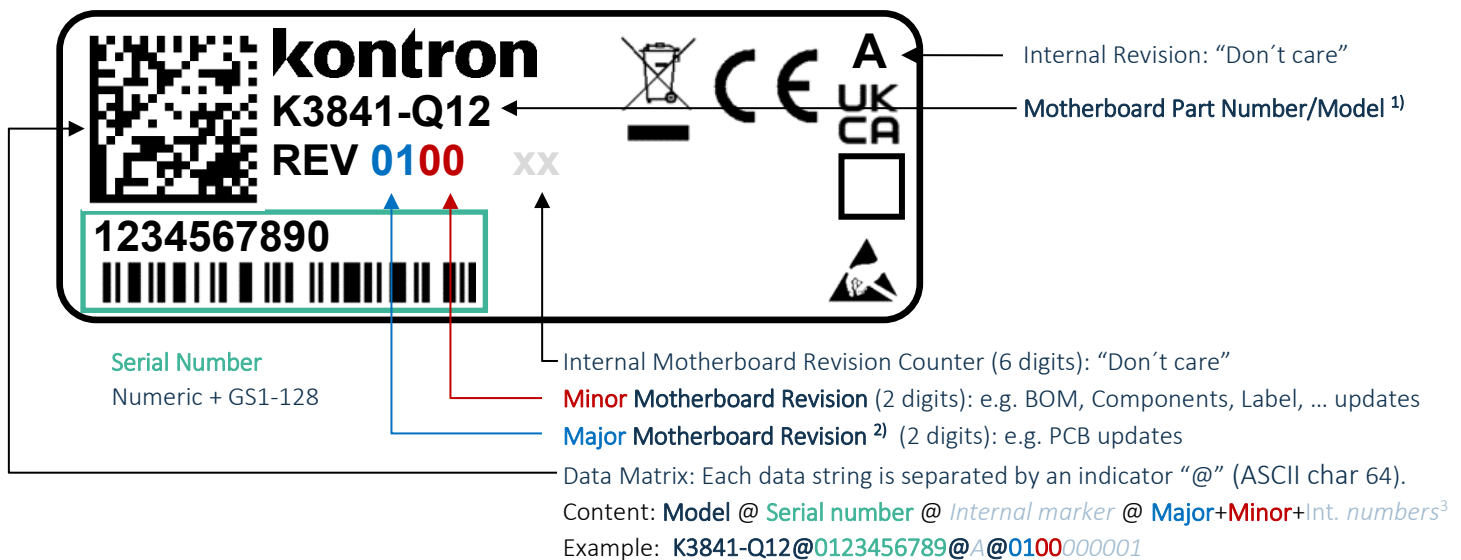 kontron
A
Internal Revision: “Don´t care”
K3841-Q12
UK
CA
Motherboard Part Number/Model 1)
REV 0100 xx
1234567890
Serial Number
Numeric + GS1-128
Internal Motherboard Revision Counter (6 digits): “Don´t care”
Minor Motherboard Revision (2 digits): e.g. BOM, Components, Label, … updates
Major Motherboard Revision 2) (2 digits): e.g. PCB updates
Data Matrix: Each data string is separated by an indicator “@” (ASCII char 64).
Content: Model @ Serial number @ Internal marker @ Major+Minor+Int. numbers3
Example: K3841-Q12@0123456789@A@0100000001